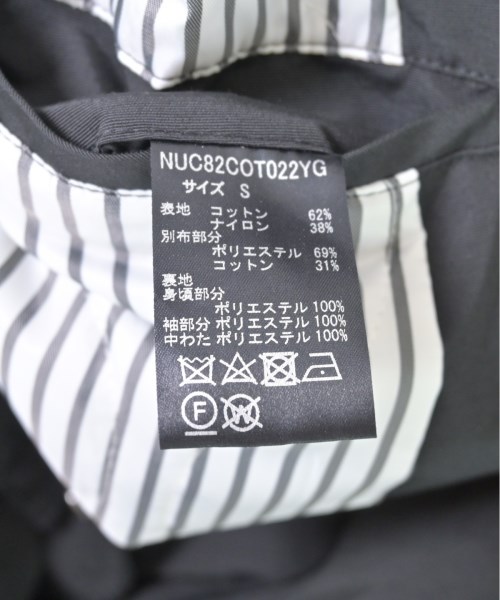 NUC82COT022YG
サイズ S
表地 コットン 62%
ナイロン 38%
別布部分
ポリエステル 69%
コットン 31%
裏地
身頃部分
ポリエステル 100%
袖部分 ポリエステル 100%
中わた ポリエステル 100%
F W